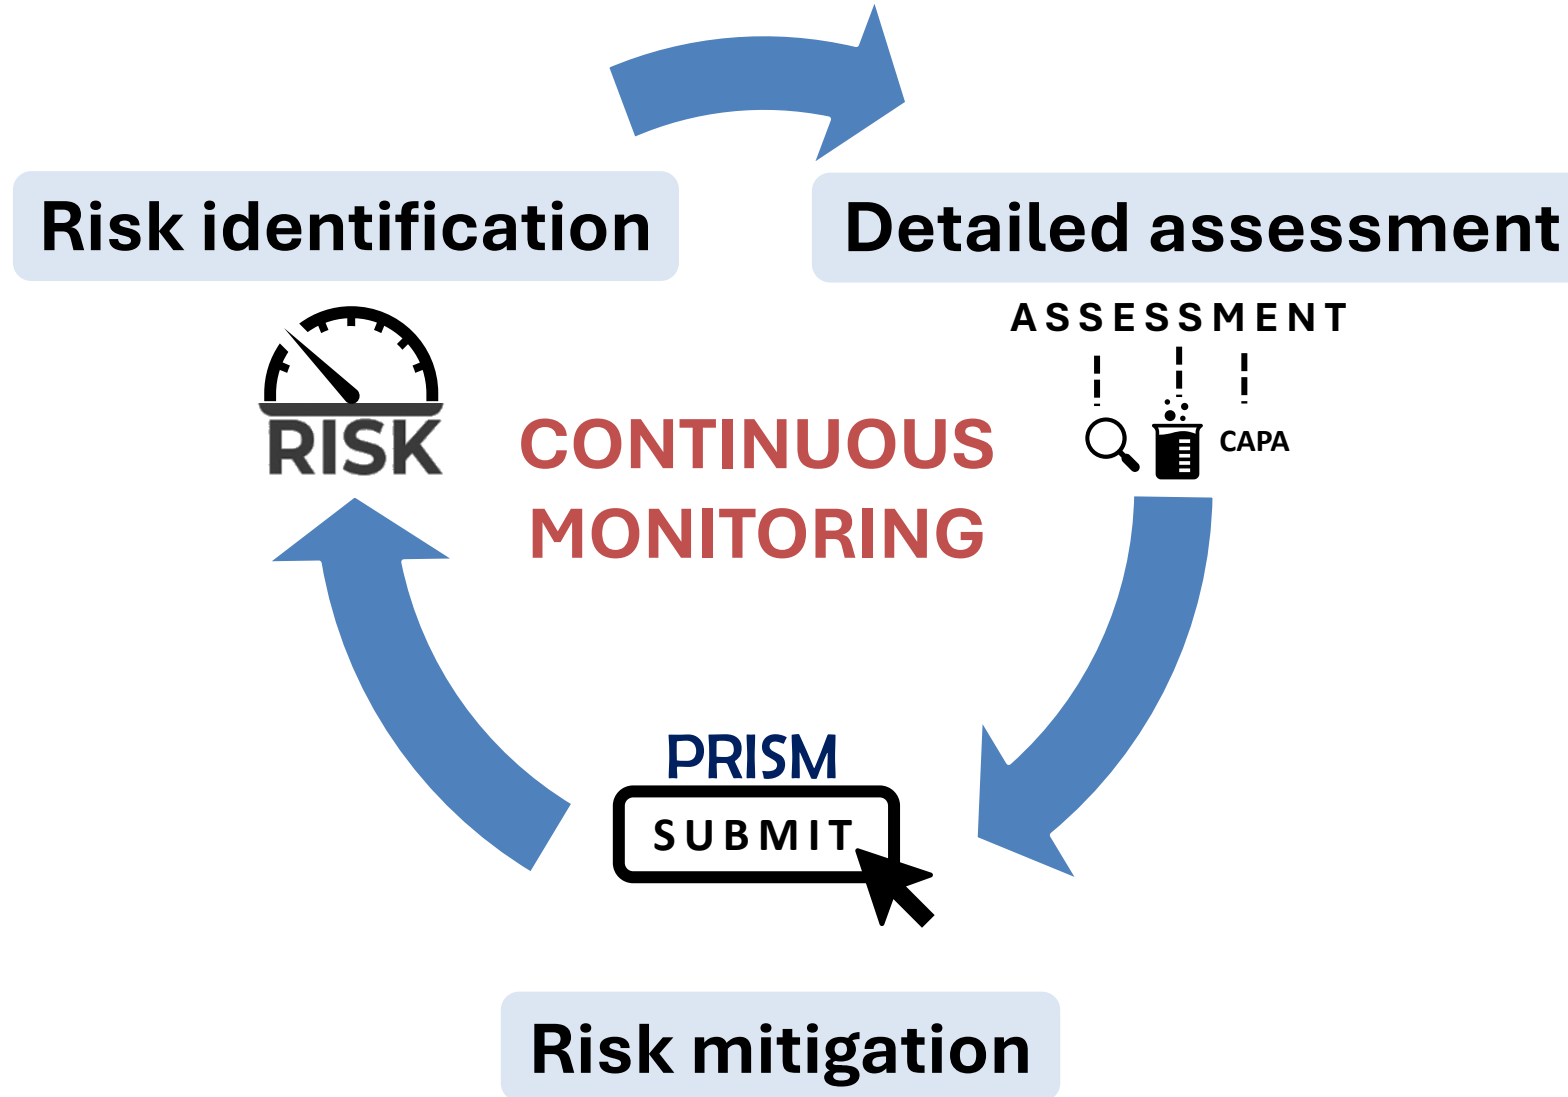 Risk identification
Detailed assessment
ASSESSMENT
CAPA
RISK
CONTINUOUS
MONITORING
PRISM
SUBMIT
Risk mitigation